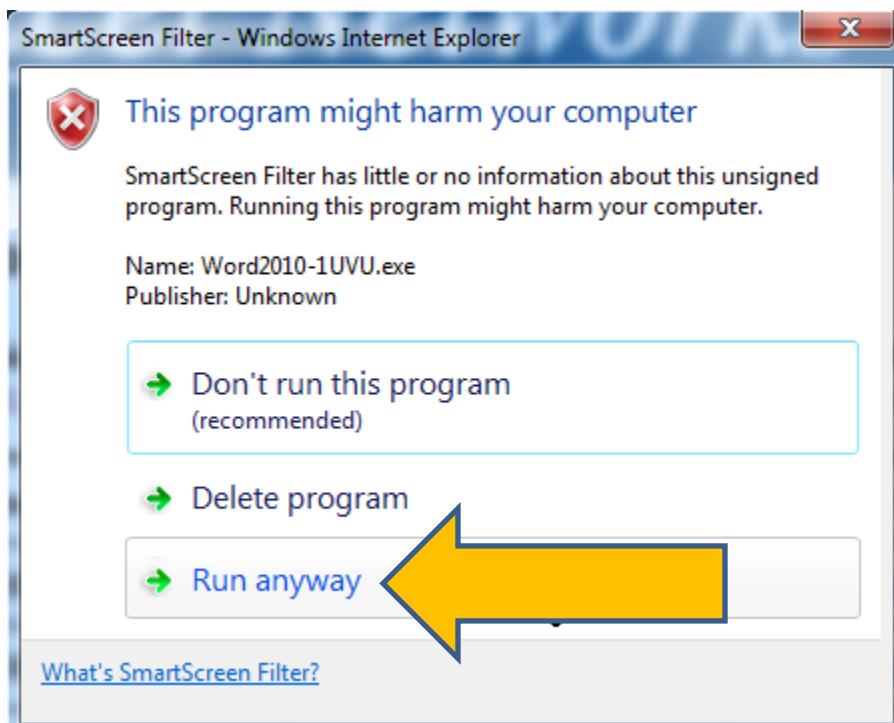 SmartScreen Filter - Windows Internet Explorer
This program might harm your computer
SmartScreen Filter has little or no information about this unsigned
program. Running this program might harm your computer.
Name: Word2010-1UVU.exe
Publisher: Unknown
Don't run this program
(recommended)
Delete program
Run anyway
What's SmartScreen Filter?